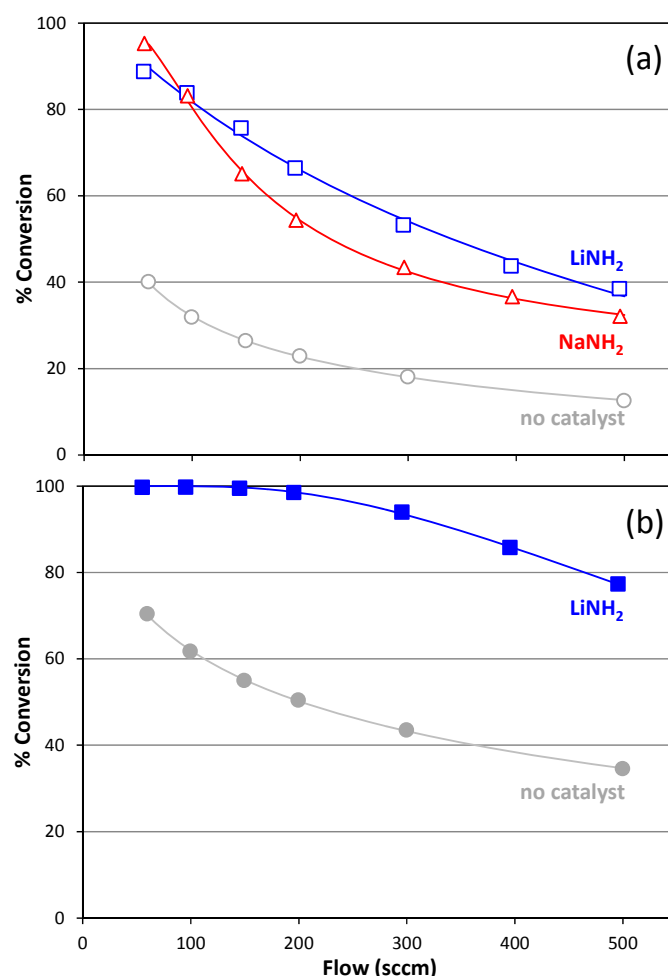 100
(a)
80
60
% Conversion
LiNH2
40
NaNH2
20
no catalyst
0
100
(b)
80
LiNH2
60
% Conversion
40
no catalyst
20
0
0 100 200 300 400 500
Flow (sccm)